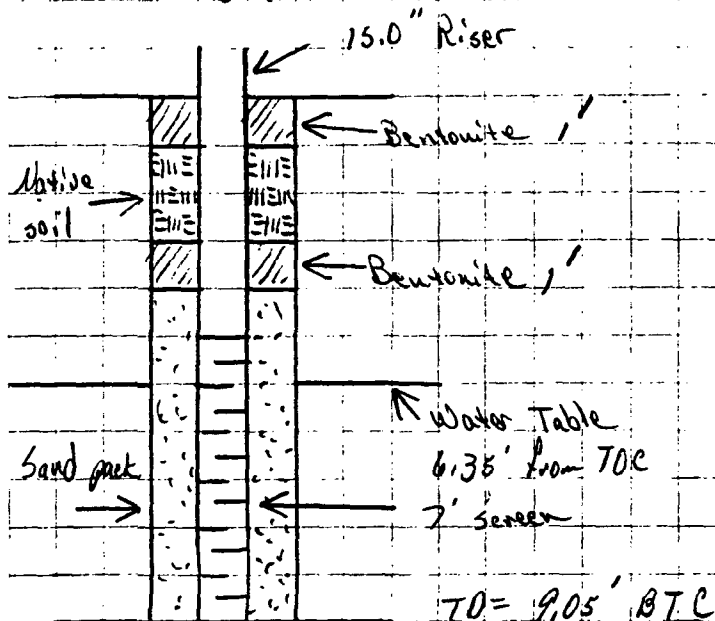 15.0" Riser
Bentonite 1'
Native
soil
Bentonite 1'
Water Table
6.35' from TOC
Sand pack
7' screen
TD= 9.05' BTC